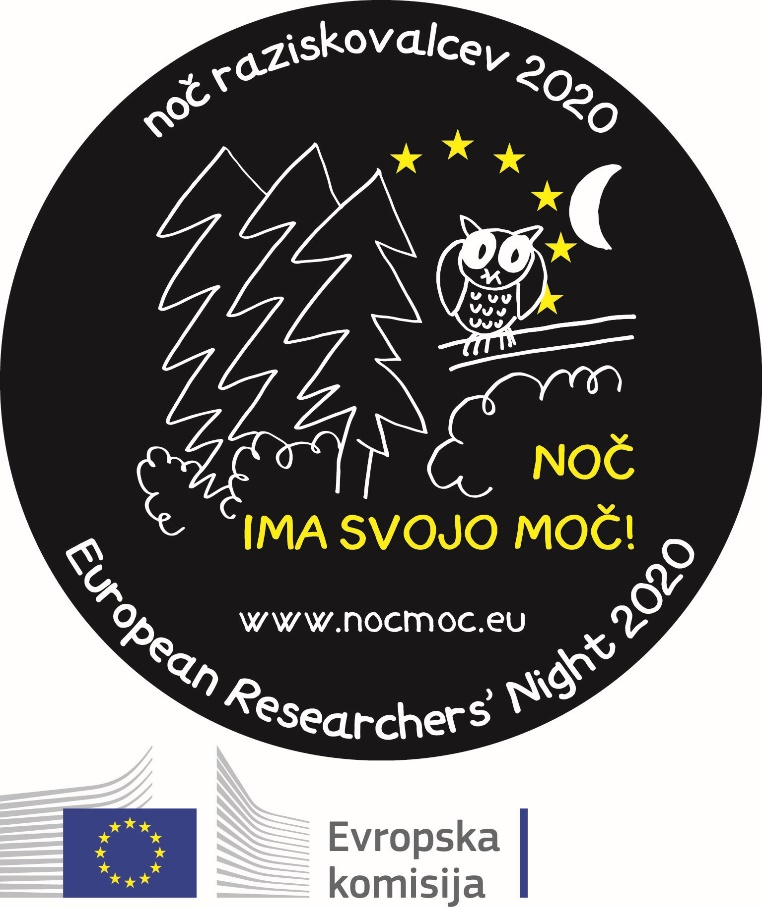 noč raziskovalcev 2020
NOČ
IMA SVOJO MOČ!
www.nocmoc.eu
European Researchers' Night 2020
Evropska
komisija